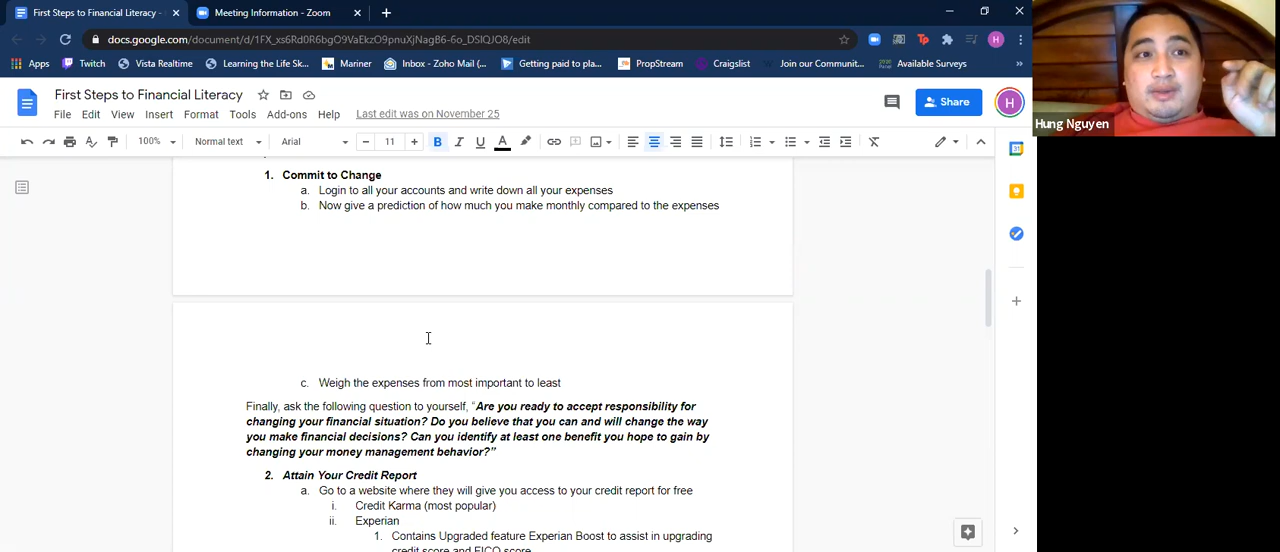 First Steps to Financial Literacy -
Meeting Information - Zoom
docs.google.com/document/d/1FX_xs6Rd0R6bgO9VaEkzO9pnuXjNagB6-6o_DSIQJO8/edit
Apps
Twitch
Vista Realtime
Learning the Life Sk...
Mariner
Inbox - Zoho Mail (...
Getting paid to pla...
PropStream
Craigslist
Join our Communit...
Available Surveys
»
First Steps to Financial Literacy
File Edit View Insert Format Tools Add-ons Help Last edit was on November 25
Share
H
100% Normal text Arial 11 B I U A
1. Commit to Change
a. Login to all your accounts and write down all your expenses
b. Now give a prediction of how much you make monthly compared to the expenses
c. Weigh the expenses from most important to least
Finally, ask the following question to yourself, “Are you ready to accept responsibility for
changing your financial situation? Do you believe that you can and will change the way
you make financial decisions? Can you identify at least one benefit you hope to gain by
changing your money management behavior?”
2. Attain Your Credit Report
a. Go to a website where they will give you access to your credit report for free
i. Credit Karma (most popular)
ii. Experian
1. Contains Upgraded feature Experian Boost to assist in upgrading
credit score and FICO score
Hung Nguyen